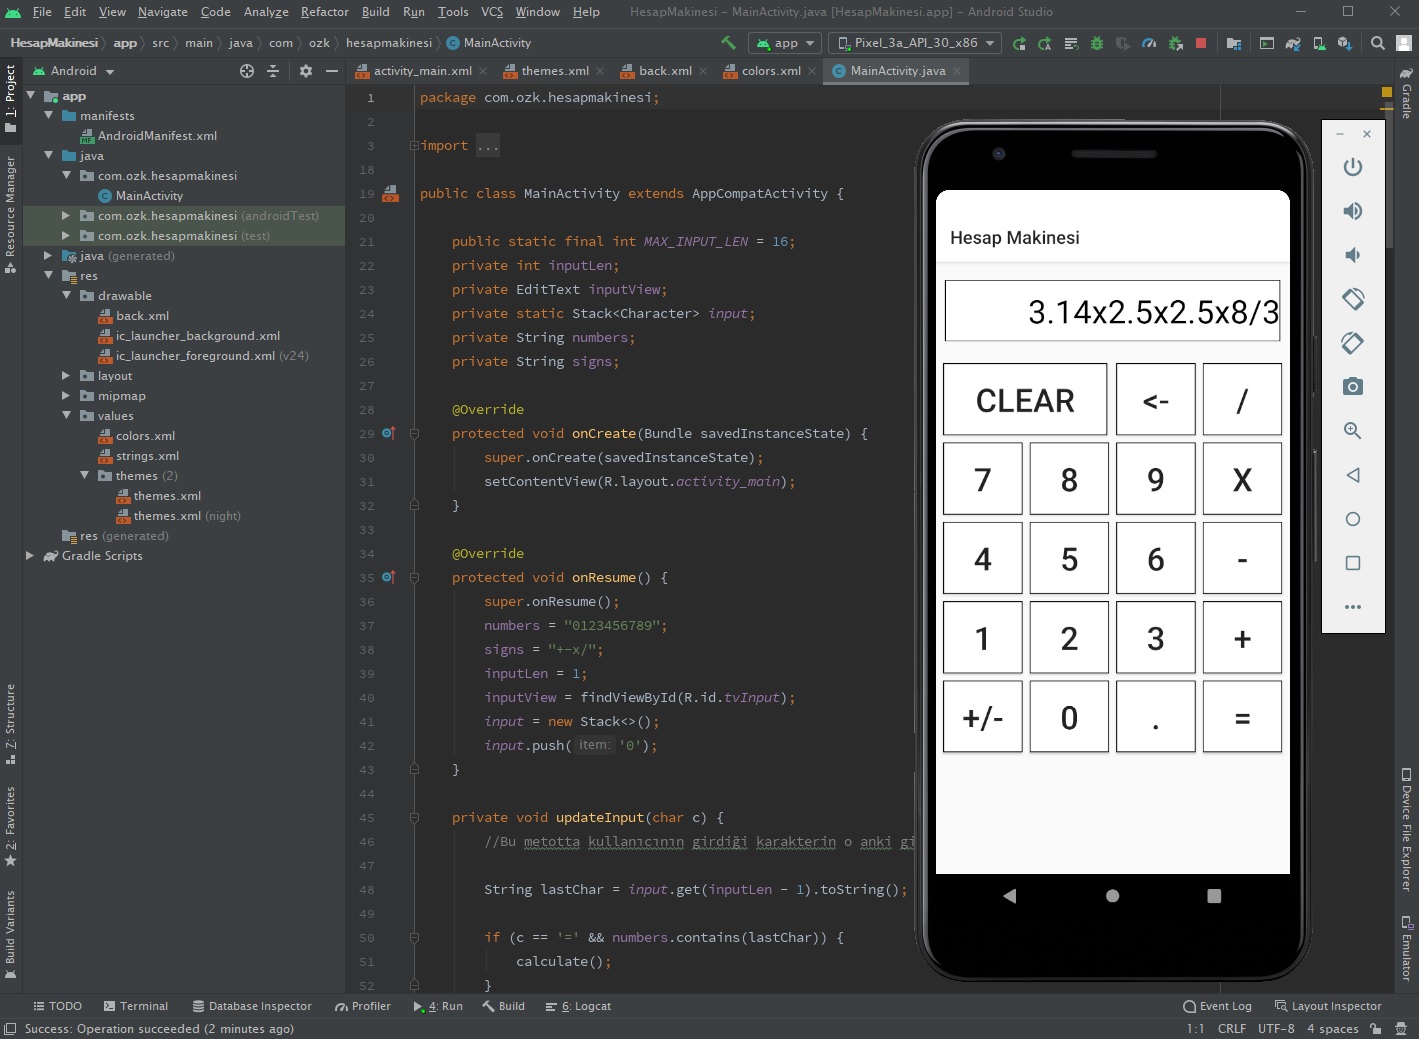 File Edit View Navigate Code Analyze Refactor Build Run Tools VCS Window Help HesapMakinesi – MainActivity.java [HesapMakinesi.app] – Android Studio
HesapMakinesi app src main java com ozk hesapmakinesi MainActivity app Pixel_3a_API_30_x86
1: Project
Resource Manager
Z: Structure
2: Favorites
Build Variants
Android
app
manifests
AndroidManifest.xml
java
com.ozk.hesapmakinesi
MainActivity
com.ozk.hesapmakinesi (androidTest)
com.ozk.hesapmakinesi (test)
java (generated)
res
drawable
back.xml
ic_launcher_background.xml
ic_launcher_foreground.xml (v24)
layout
mipmap
values
colors.xml
strings.xml
themes (2)
themes.xml
themes.xml (night)
res (generated)
Gradle Scripts
activity_main.xml themes.xml back.xml colors.xml MainActivity.java
1 package com.ozk.hesapmakinesi;
2
3 import ...
18
19 public class MainActivity extends AppCompatActivity {
20
21 public static final int MAX_INPUT_LEN = 16;
22 private int inputLen;
23 private EditText inputView;
24 private static Stack<Character> input;
25 private String numbers;
26 private String signs;
27
28 @Override
29 protected void onCreate(Bundle savedInstanceState) {
30 super.onCreate(savedInstanceState);
31 setContentView(R.layout.activity_main);
32 }
33
34 @Override
35 protected void onResume() {
36 super.onResume();
37 numbers = "0123456789";
38 signs = "+-x/";
39 inputLen = 1;
40 inputView = findViewById(R.id.tvInput);
41 input = new Stack<>();
42 input.push( item: '0');
43 }
44
45 private void updateInput(char c) {
46 //Bu metotta kullanıcının girdiği karakterin o anki gi
47
48 String lastChar = input.get(inputLen - 1).toString();
49
50 if (c == '=' && numbers.contains(lastChar)) {
51 calculate();
52 }
Hesap Makinesi
3.14x2.5x2.5x8/3
CLEAR <- /
7 8 9 X
4 5 6 -
1 2 3 +
+/- 0 . =
Gradle
Device File Explorer
Emulator
TODO Terminal Database Inspector Profiler 4: Run Build 6: Logcat Event Log Layout Inspector
Success: Operation succeeded (2 minutes ago) 1:1 CRLF UTF-8 4 spaces